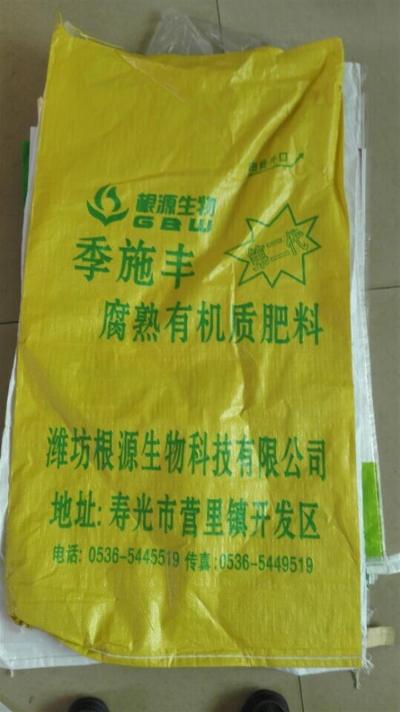 根源生物
GBW
季施丰
第二代
腐熟有机质肥料
潍坊根源生物科技有限公司
地址: 寿光市营里镇开发区
电话: 0536-5445519 传真:0536-5449519